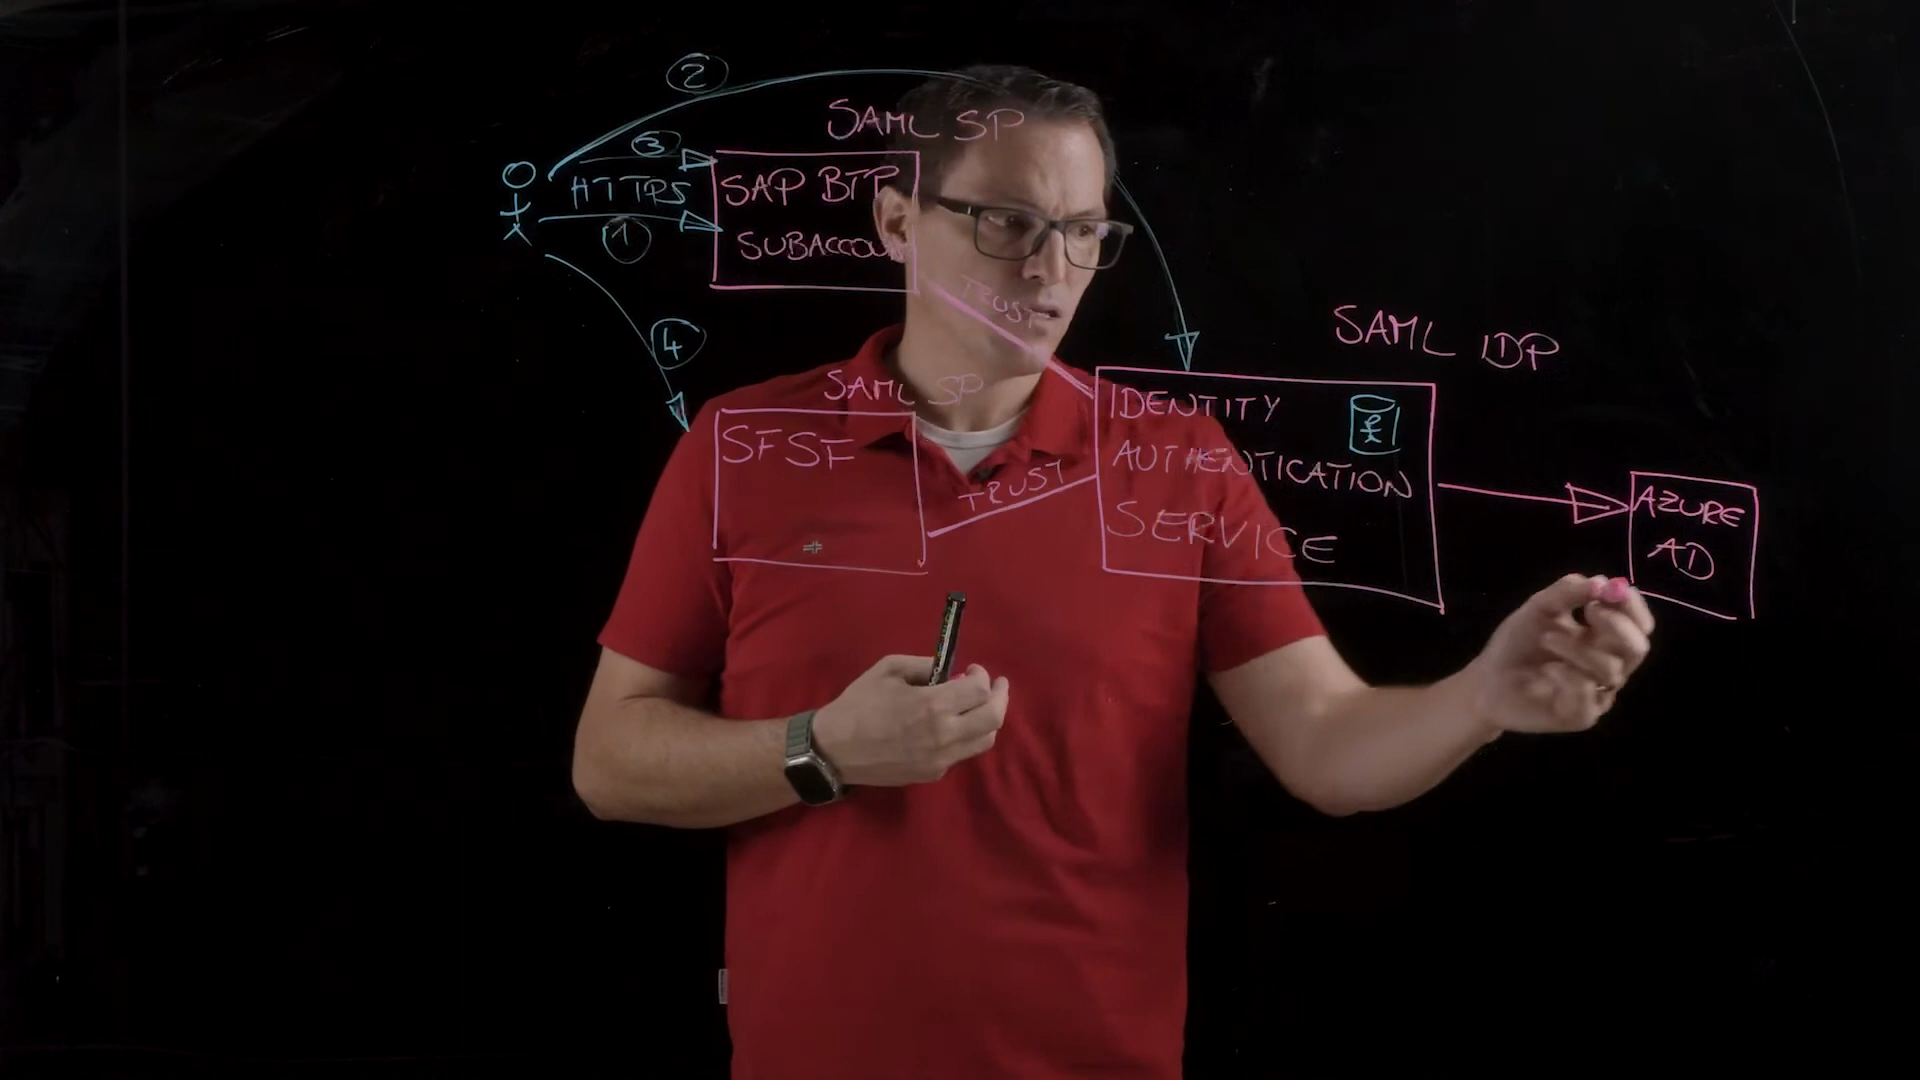 2
SAML SP
3
HTTPS
1
SAP BTP
SUBACCOU
TRUST
4
SAML IDP
SAML SP
SFSF
TRUST
IDENTITY
AUTHENTICATION
SERVICE
AZURE
AD